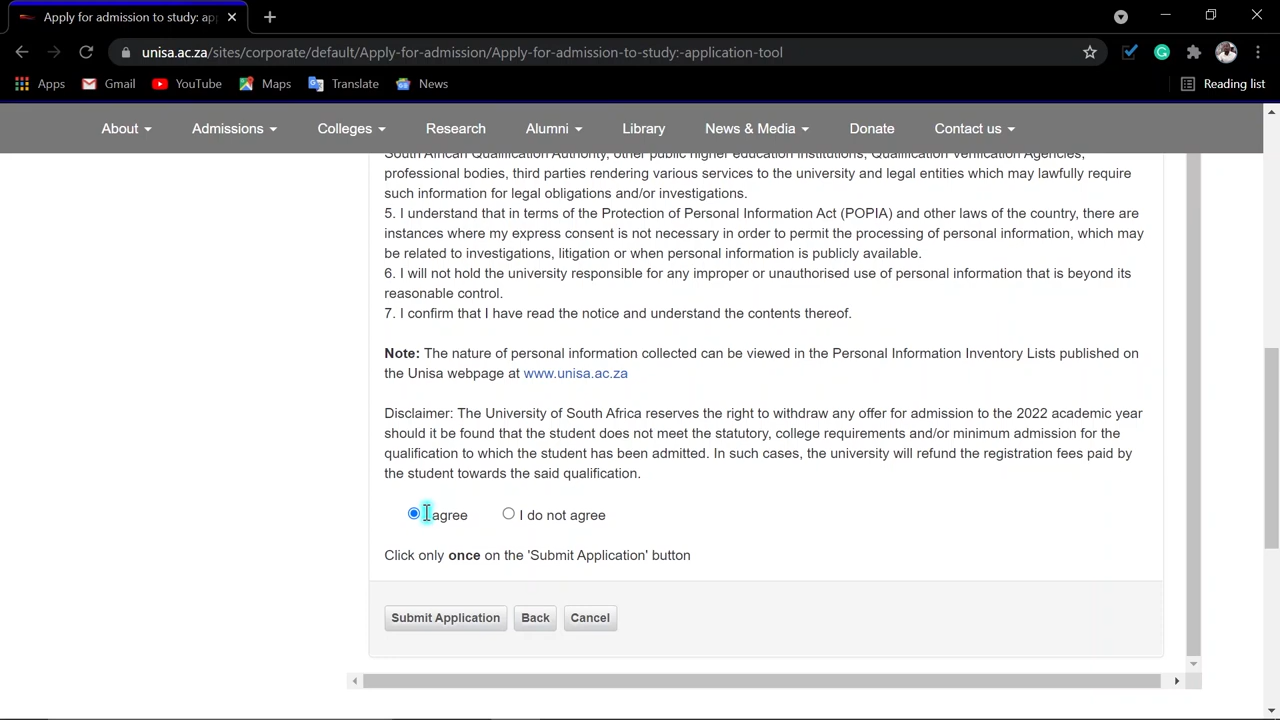 Apply for admission to study: ap
unisa.ac.za/sites/corporate/default/Apply-for-admission/Apply-for-admission-to-study:-application-tool
Apps Gmail YouTube Maps Translate News Reading list
About Admissions Colleges Research Alumni Library News & Media Donate Contact us
South African Qualification Authority, other public higher education institutions, Qualification Verification Agencies,
professional bodies, third parties rendering various services to the university and legal entities which may lawfully require
such information for legal obligations and/or investigations.
5. I understand that in terms of the Protection of Personal Information Act (POPIA) and other laws of the country, there are
instances where my express consent is not necessary in order to permit the processing of personal information, which may
be related to investigations, litigation or when personal information is publicly available.
6. I will not hold the university responsible for any improper or unauthorised use of personal information that is beyond its
reasonable control.
7. I confirm that I have read the notice and understand the contents thereof.
Note: The nature of personal information collected can be viewed in the Personal Information Inventory Lists published on
the Unisa webpage at www.unisa.ac.za
Disclaimer: The University of South Africa reserves the right to withdraw any offer for admission to the 2022 academic year
should it be found that the student does not meet the statutory, college requirements and/or minimum admission for the
qualification to which the student has been admitted. In such cases, the university will refund the registration fees paid by
the student towards the said qualification.
I agree I do not agree
Click only once on the 'Submit Application' button
Submit Application Back Cancel